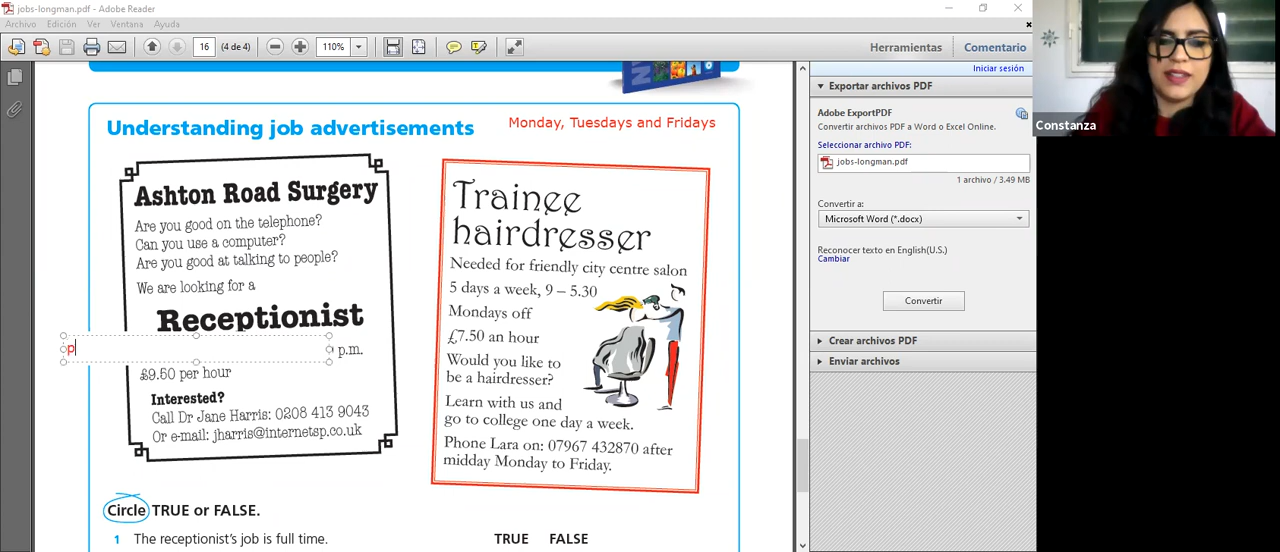 jobs-longman.pdf - Adobe Reader
Archivo Edición Ver Ventana Ayuda
16 (4 de 4) 110% Herramientas Comentario
Understanding job advertisements
Monday, Tuesdays and Fridays
Ashton Road Surgery
Are you good on the telephone?
Can you use a computer?
Are you good at talking to people?
We are looking for a
Receptionist
p
p.m.
£9.50 per hour
Interested?
Call Dr Jane Harris: 0208 413 9043
Or e-mail: jharris@internetsp.co.uk
Trainee
hairdresser
Needed for friendly city centre salon
5 days a week, 9 – 5.30
Mondays off
£7.50 an hour
Would you like to
be a hairdresser?
Learn with us and
go to college one day a week.
Phone Lara on: 07967 432870 after
midday Monday to Friday.
Circle TRUE or FALSE.
1 The receptionist's job is full time. TRUE FALSE
Iniciar sesión
Exportar archivos PDF
Adobe ExportPDF
Convertir archivos PDF a Word o Excel Online.
Seleccionar archivo PDF:
jobs-longman.pdf
1 archivo / 3.49 MB
Convertir a:
Microsoft Word (*.docx)
Reconocer texto en English(U.S.)
Cambiar
Convertir
Crear archivos PDF
Enviar archivos
Constanza